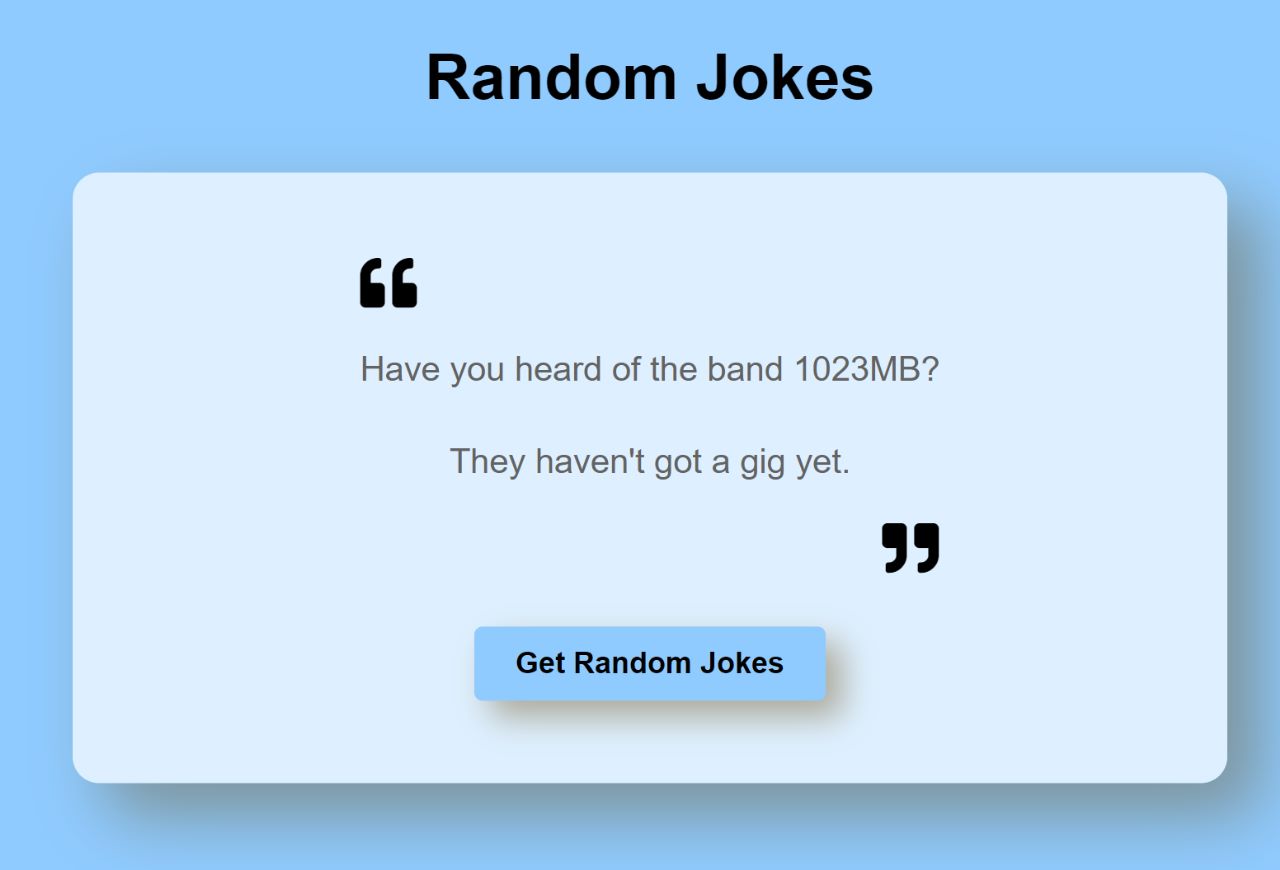 Random Jokes
“
Have you heard of the band 1023MB?
They haven't got a gig yet.
”
Get Random Jokes